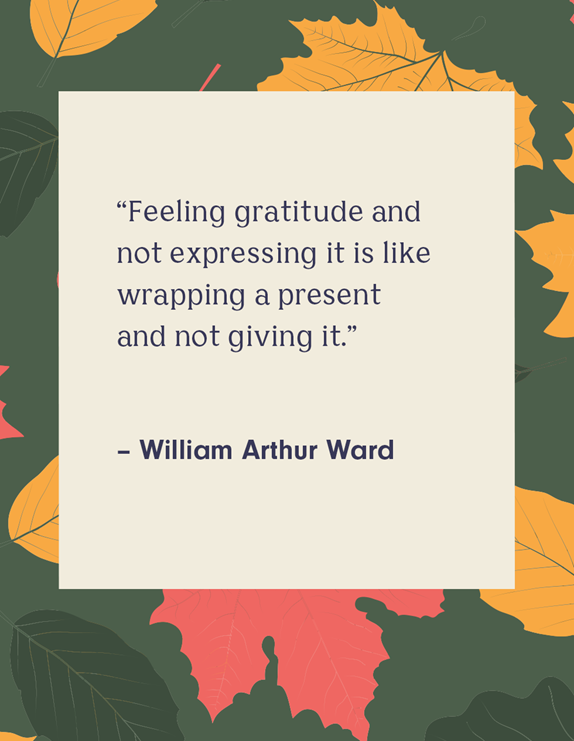 “Feeling gratitude and
not expressing it is like
wrapping a present
and not giving it.”
– William Arthur Ward